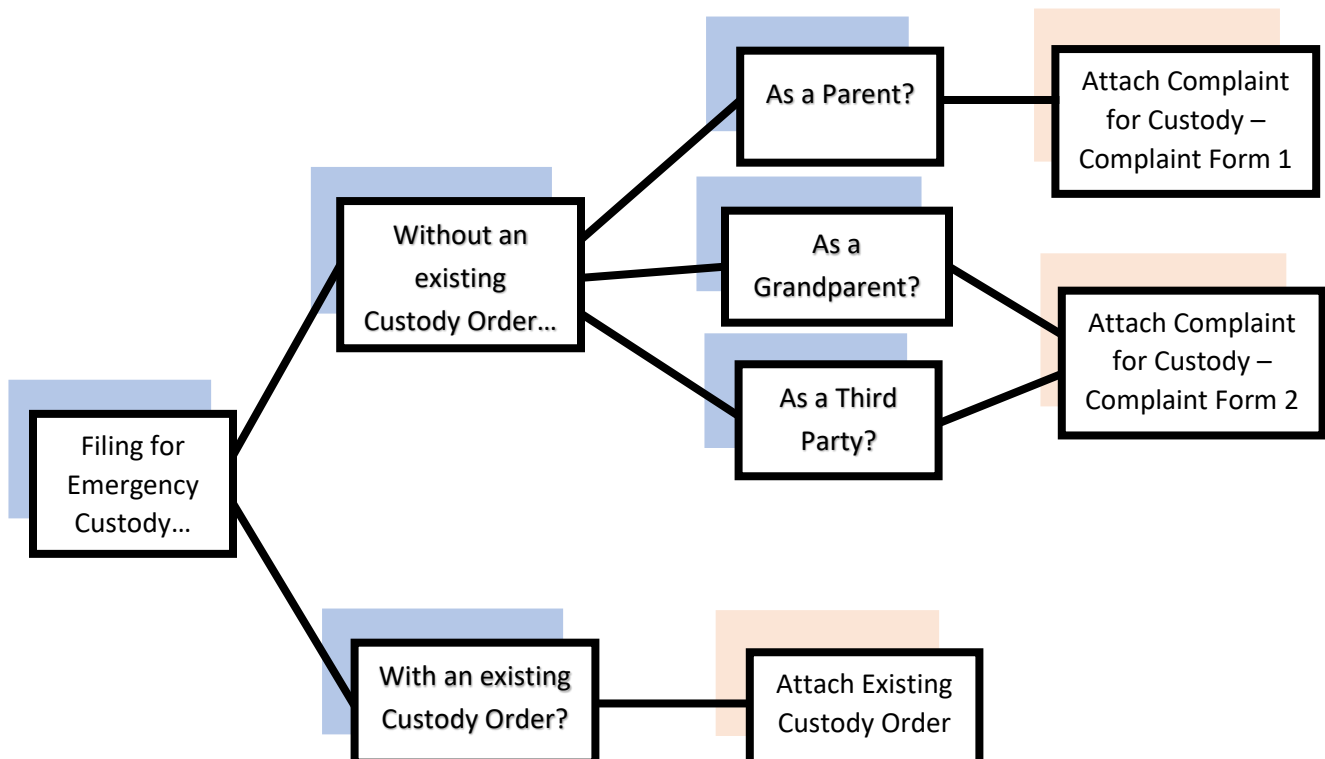 Filing for
Emergency
Custody…
Without an
existing
Custody Order…
As a Parent?
Attach Complaint
for Custody –
Complaint Form 1
As a
Grandparent?
As a Third
Party?
Attach Complaint
for Custody –
Complaint Form 2
With an existing
Custody Order?
Attach Existing
Custody Order